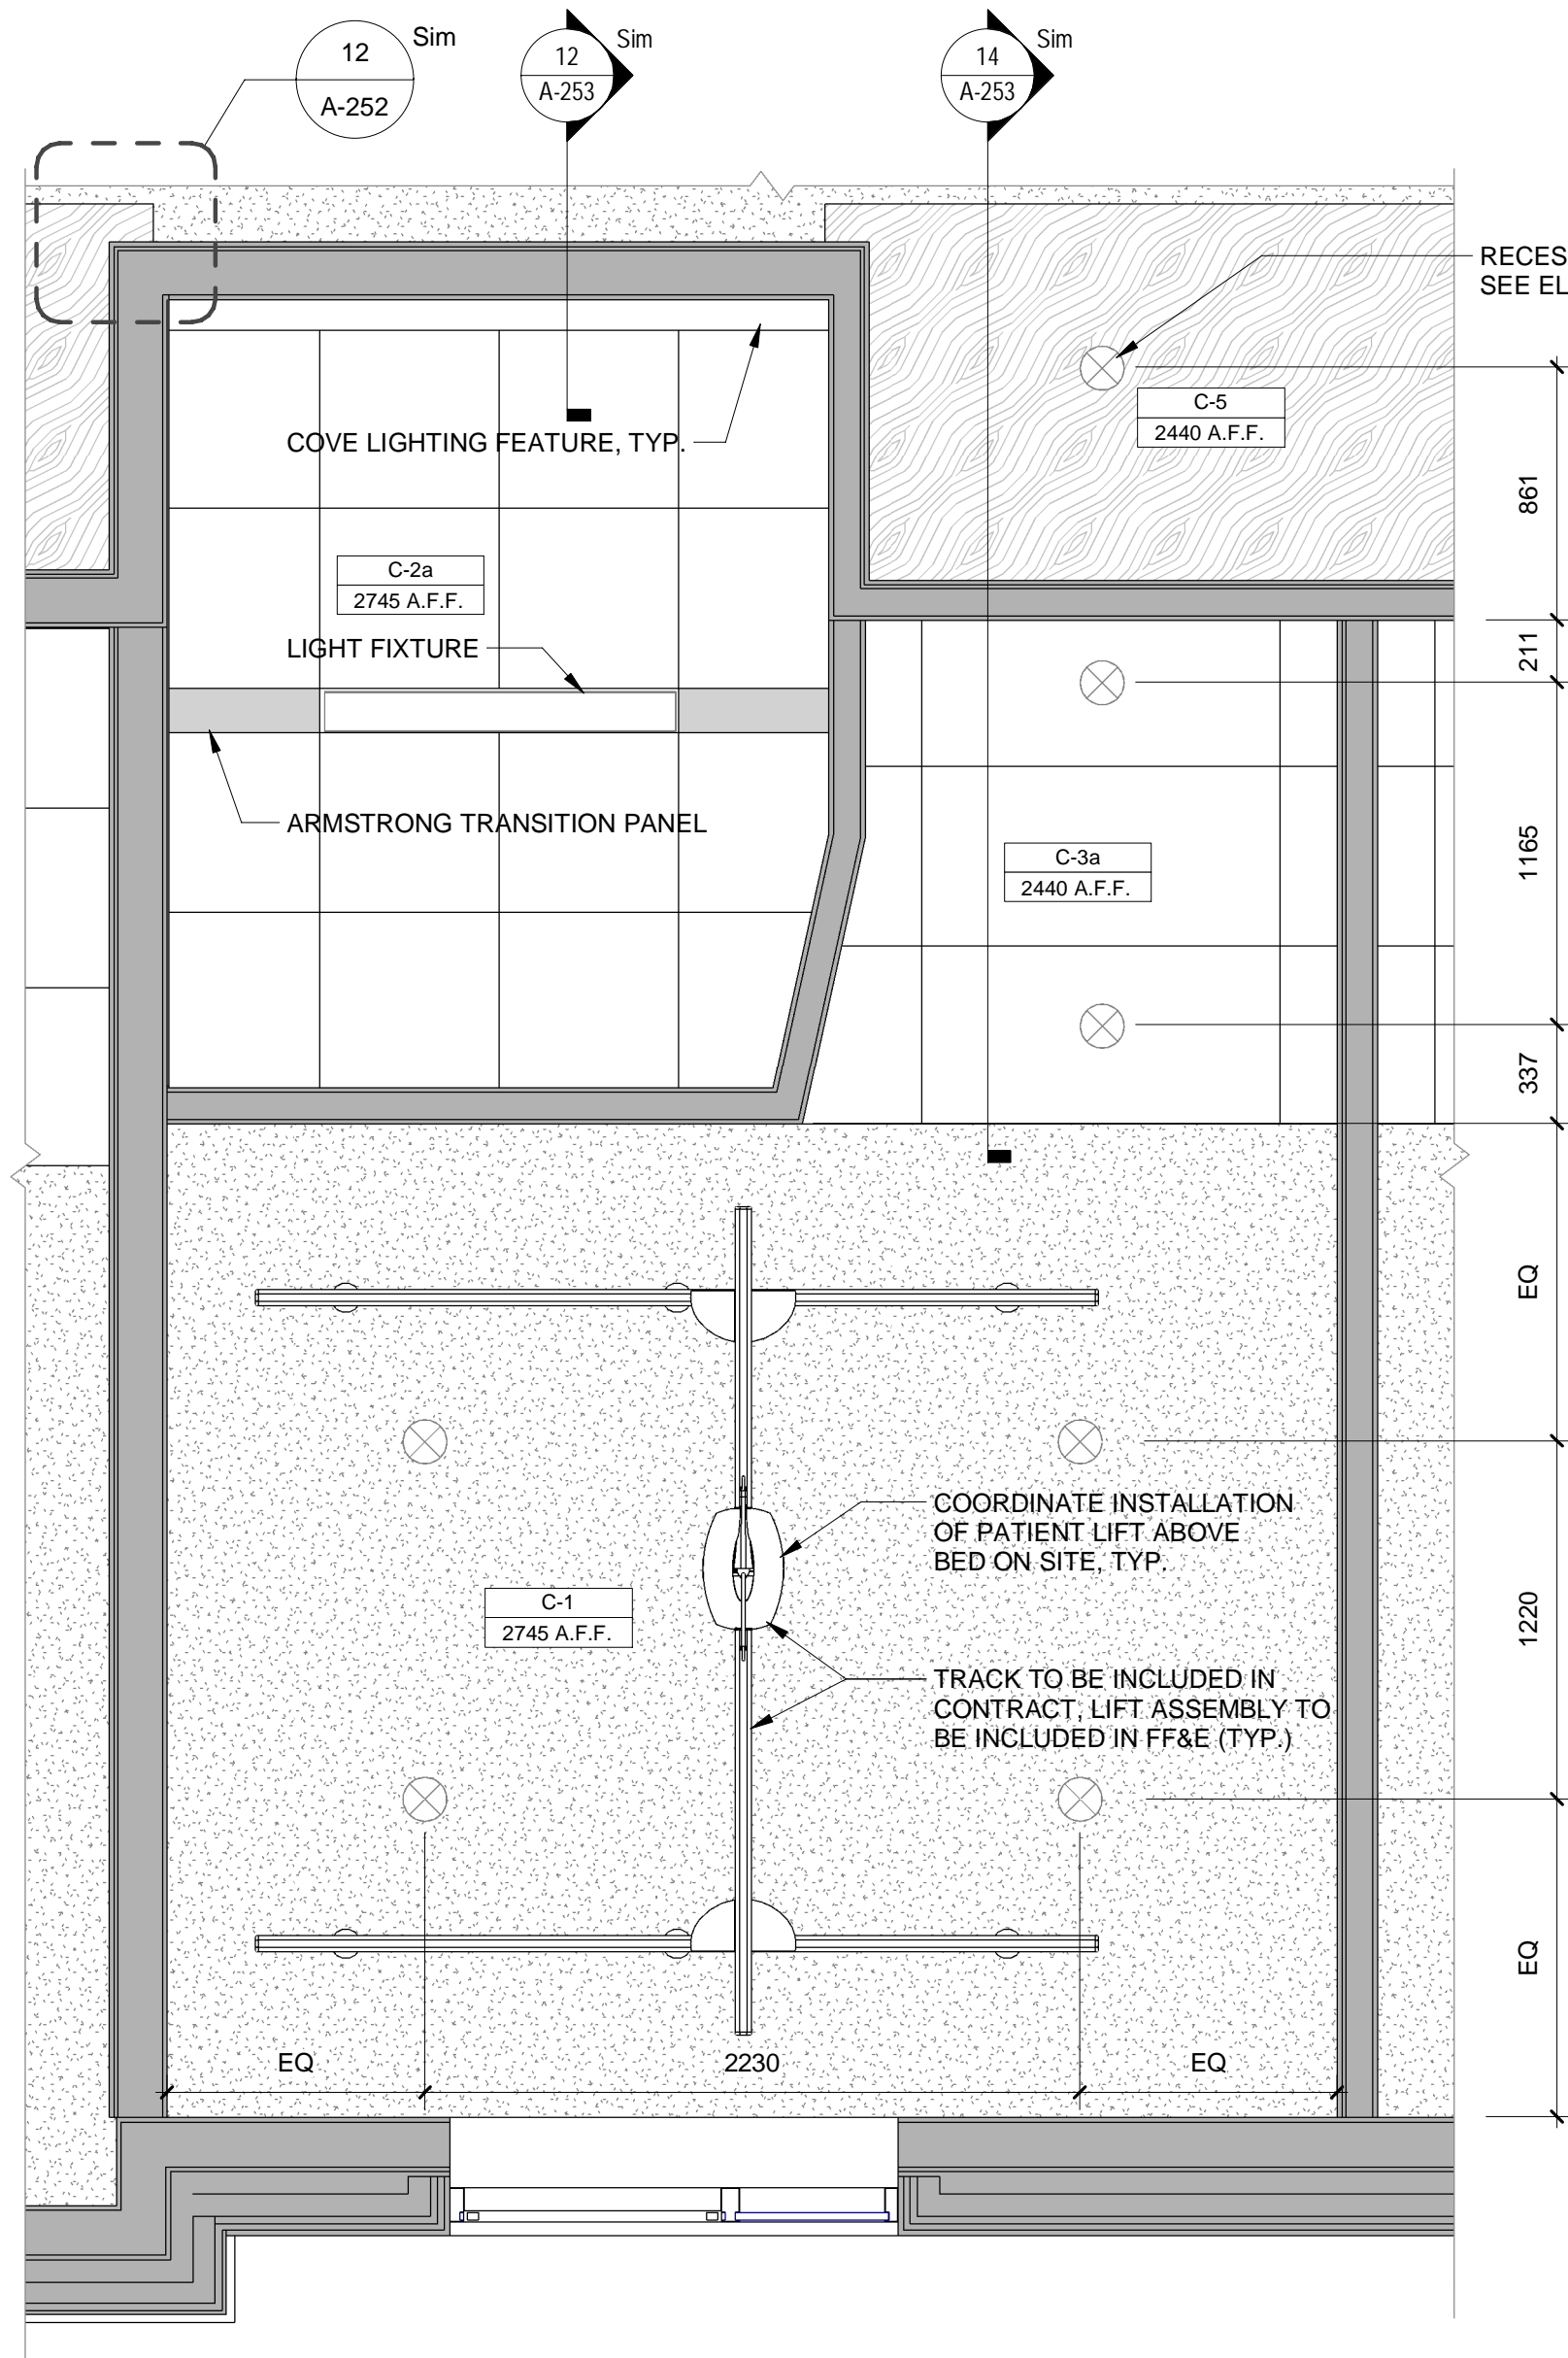 12
A-252
Sim
12
A-253
Sim
14
A-253
Sim
RECES
SEE EL
C-5
2440 A.F.F.
861
COVE LIGHTING FEATURE, TYP.
C-2a
2745 A.F.F.
LIGHT FIXTURE
211
ARMSTRONG TRANSITION PANEL
C-3a
2440 A.F.F.
1165
337
EQ
COORDINATE INSTALLATION
OF PATIENT LIFT ABOVE
BED ON SITE, TYP.
C-1
2745 A.F.F.
1220
TRACK TO BE INCLUDED IN
CONTRACT, LIFT ASSEMBLY TO
BE INCLUDED IN FF&E (TYP.)
EQ
EQ
2230
EQ